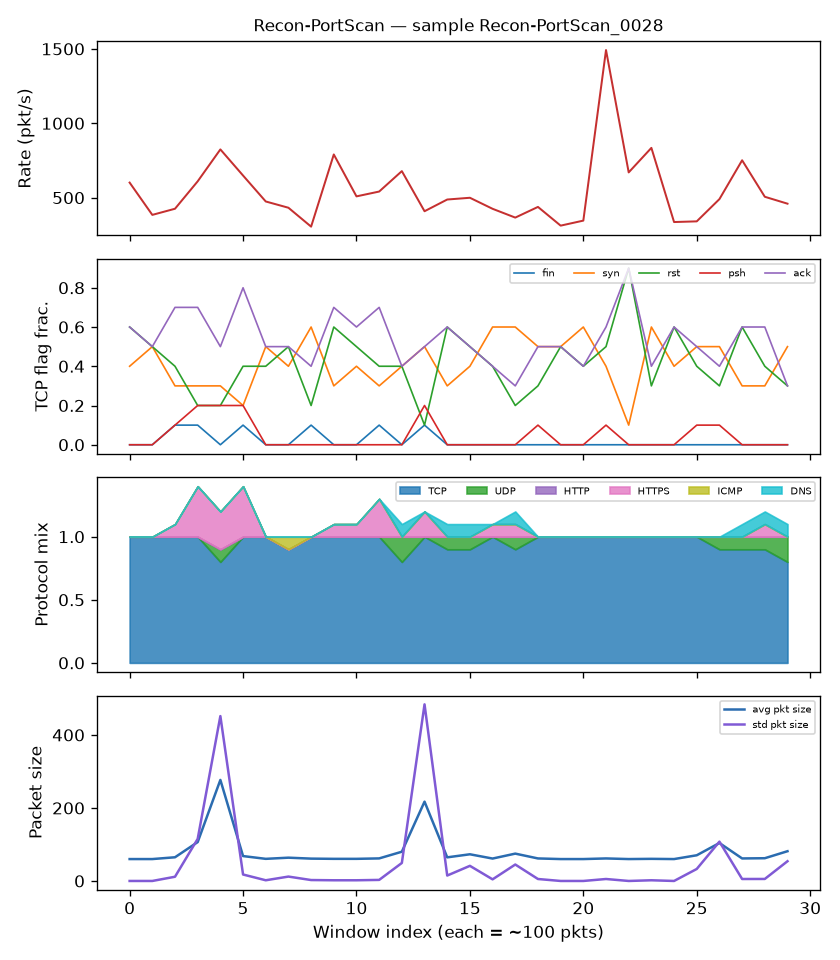 Recon-PortScan — sample Recon-PortScan_0028
1500
1000
500
Rate (pkt/s)
fin syn rst psh ack
0.8
0.6
0.4
0.2
0.0
TCP flag frac.
TCP UDP HTTP HTTPS ICMP DNS
1.0
0.5
0.0
Protocol mix
avg pkt size
std pkt size
400
200
0
Packet size
0 5 10 15 20 25 30
Window index (each = ~100 pkts)